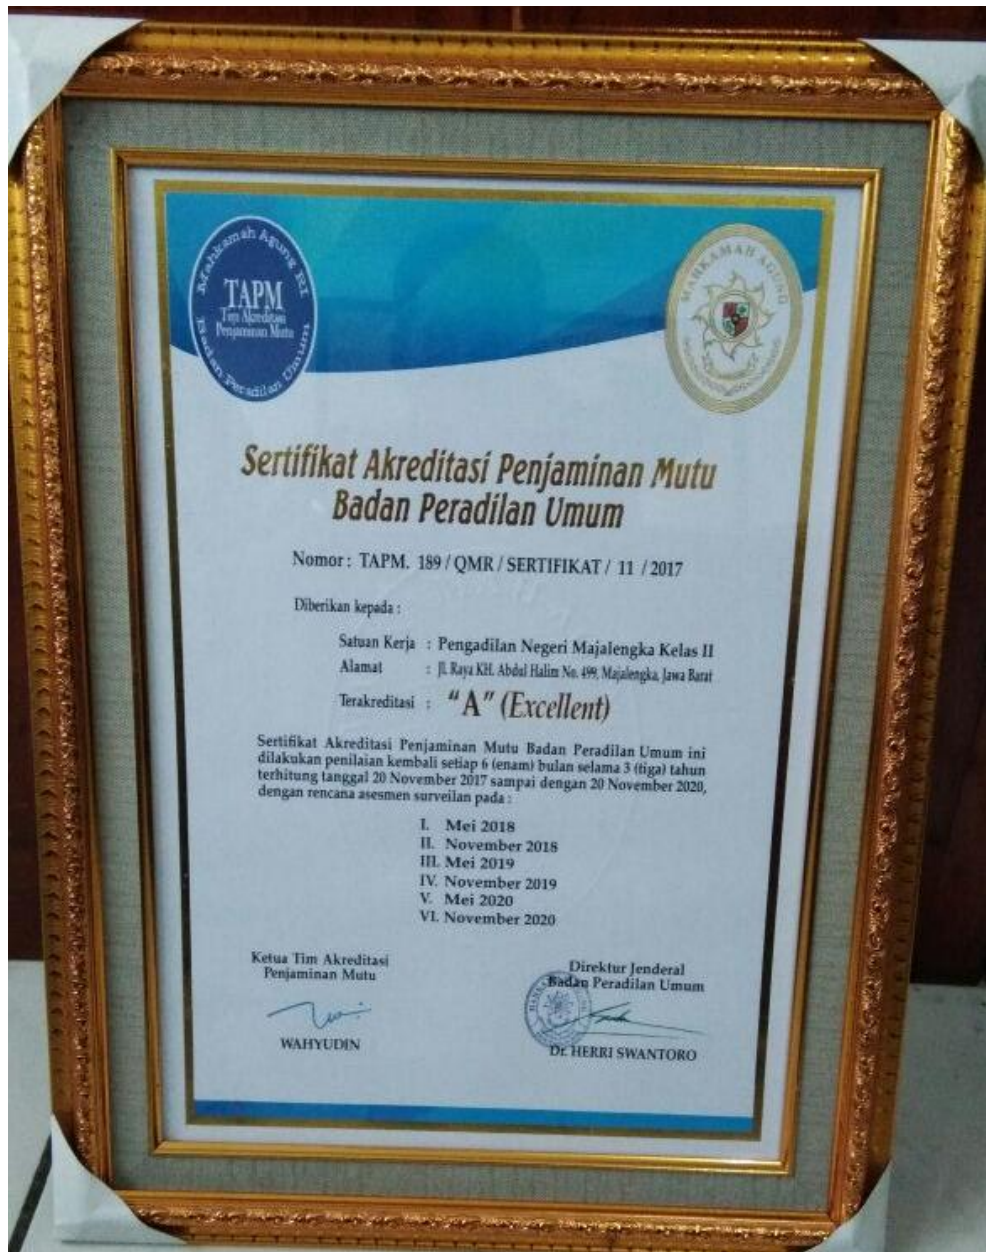 Mahkamah Agung RI
TAPM
Tim Akreditasi
Penjaminan Mutu
Badan Peradilan Umum
MAHKAMAH AGUNG
Sertifikat Akreditasi Penjaminan Mutu
Badan Peradilan Umum
Nomor : TAPM. 189 / QMR / SERTIFIKAT / 11 / 2017
Diberikan kepada :
Satuan Kerja : Pengadilan Negeri Majalengka Kelas II
Alamat : Jl. Raya KH. Abdul Halim No. 499, Majalengka, Jawa Barat
Terakreditasi : "A" (Excellent)
Sertifikat Akreditasi Penjaminan Mutu Badan Peradilan Umum ini
dilakukan penilaian kembali setiap 6 (enam) bulan selama 3 (tiga) tahun
terhitung tanggal 20 November 2017 sampai dengan 20 November 2020,
dengan rencana asesmen surveilan pada :
I. Mei 2018
II. November 2018
III. Mei 2019
IV. November 2019
V. Mei 2020
VI. November 2020
Ketua Tim Akreditasi
Penjaminan Mutu
WAHYUDIN
Direktur Jenderal
Badan Peradilan Umum
Dr. HERRI SWANTORO